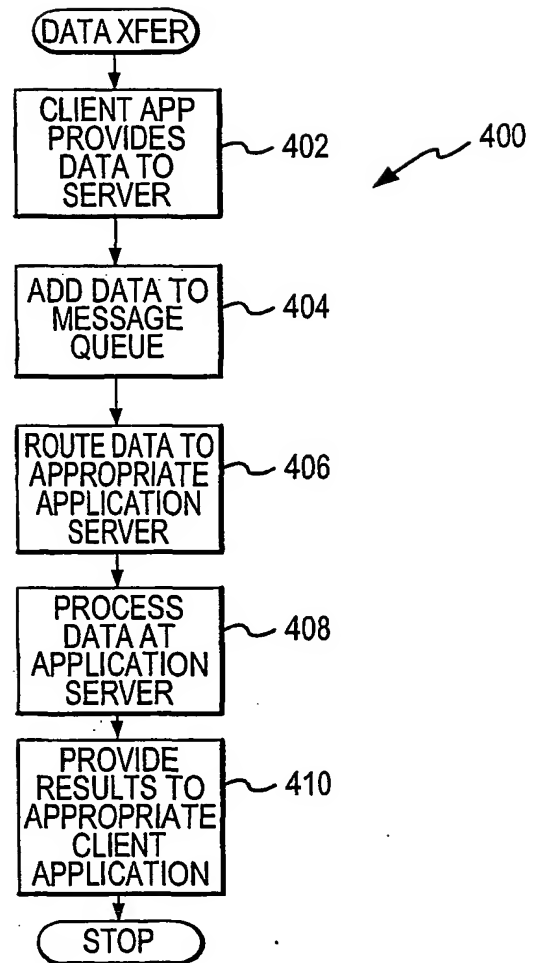 DATA XFER
CLIENT APP
PROVIDES
DATA TO
SERVER
402
400
ADD DATA TO
MESSAGE
QUEUE
404
ROUTE DATA TO
APPROPRIATE
APPLICATION
SERVER
406
PROCESS
DATA AT
APPLICATION
SERVER
408
PROVIDE
RESULTS TO
APPROPRIATE
CLIENT
APPLICATION
410
STOP